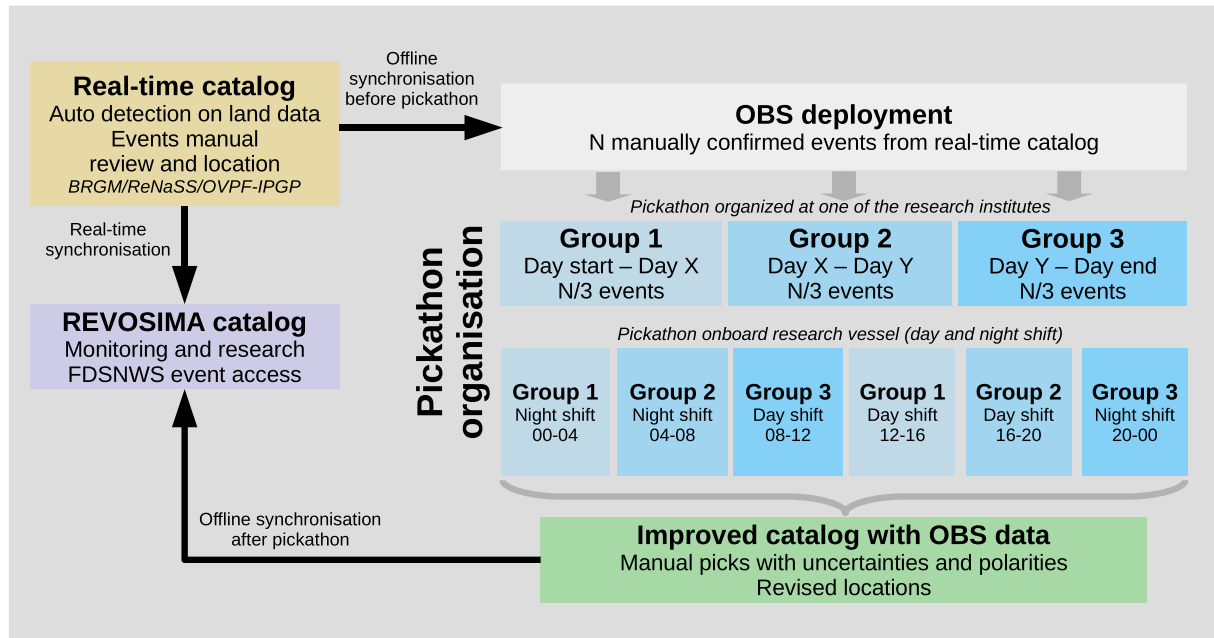 Real-time catalog
Auto detection on land data
Events manual
review and location
BRGM/ReNaSS/OVPF-IPGP
Offline
synchronisation
before pickathon
OBS deployment
N manually confirmed events from real-time catalog
Real-time
synchronisation
REVOSIMA catalog
Monitoring and research
FDSNWS event access
Pickathon
organisation
Pickathon organized at one of the research institutes
Group 1
Day start – Day X
N/3 events
Group 2
Day X – Day Y
N/3 events
Group 3
Day Y – Day end
N/3 events
Pickathon onboard research vessel (day and night shift)
Group 1
Night shift
00-04
Group 2
Night shift
04-08
Group 3
Day shift
08-12
Group 1
Day shift
12-16
Group 2
Day shift
16-20
Group 3
Night shift
20-00
Offline synchronisation
after pickathon
Improved catalog with OBS data
Manual picks with uncertainties and polarities
Revised locations